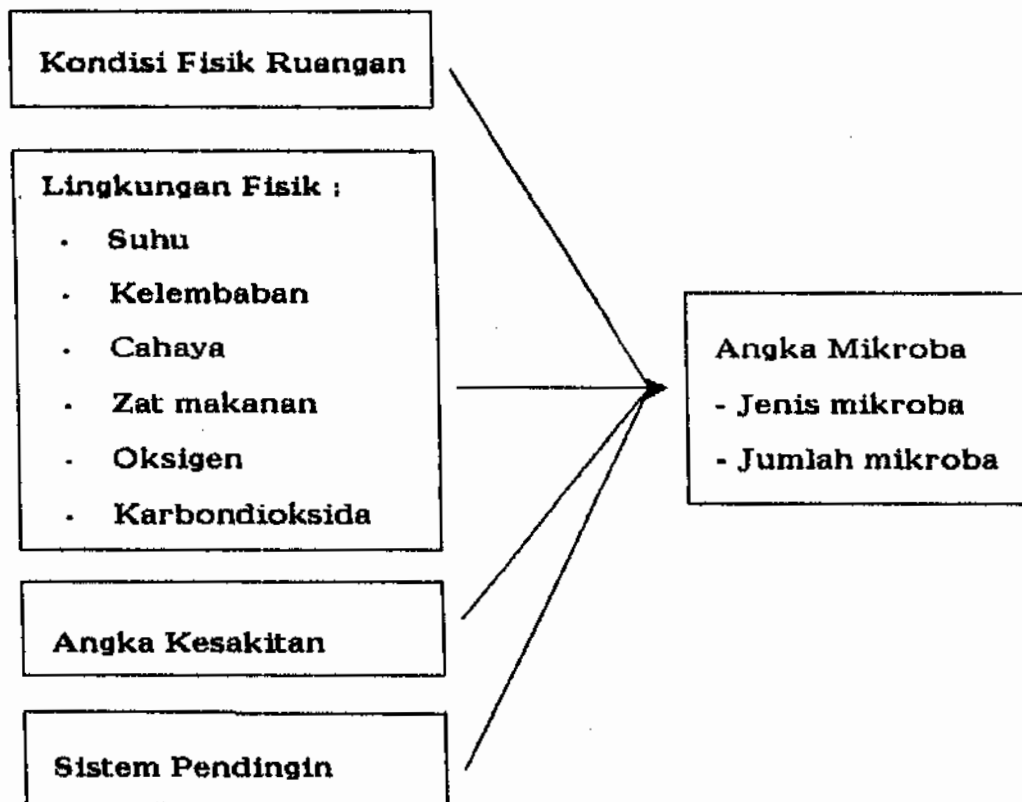 Kondisi Fisik Ruangan
Lingkungan Fisik :
· Suhu
· Kelembaban
· Cahaya
· Zat makanan
· Oksigen
· Karbondioksida
Angka Kesakitan
Sistem Pendingin
Angka Mikroba
- Jenis mikroba
- Jumlah mikroba